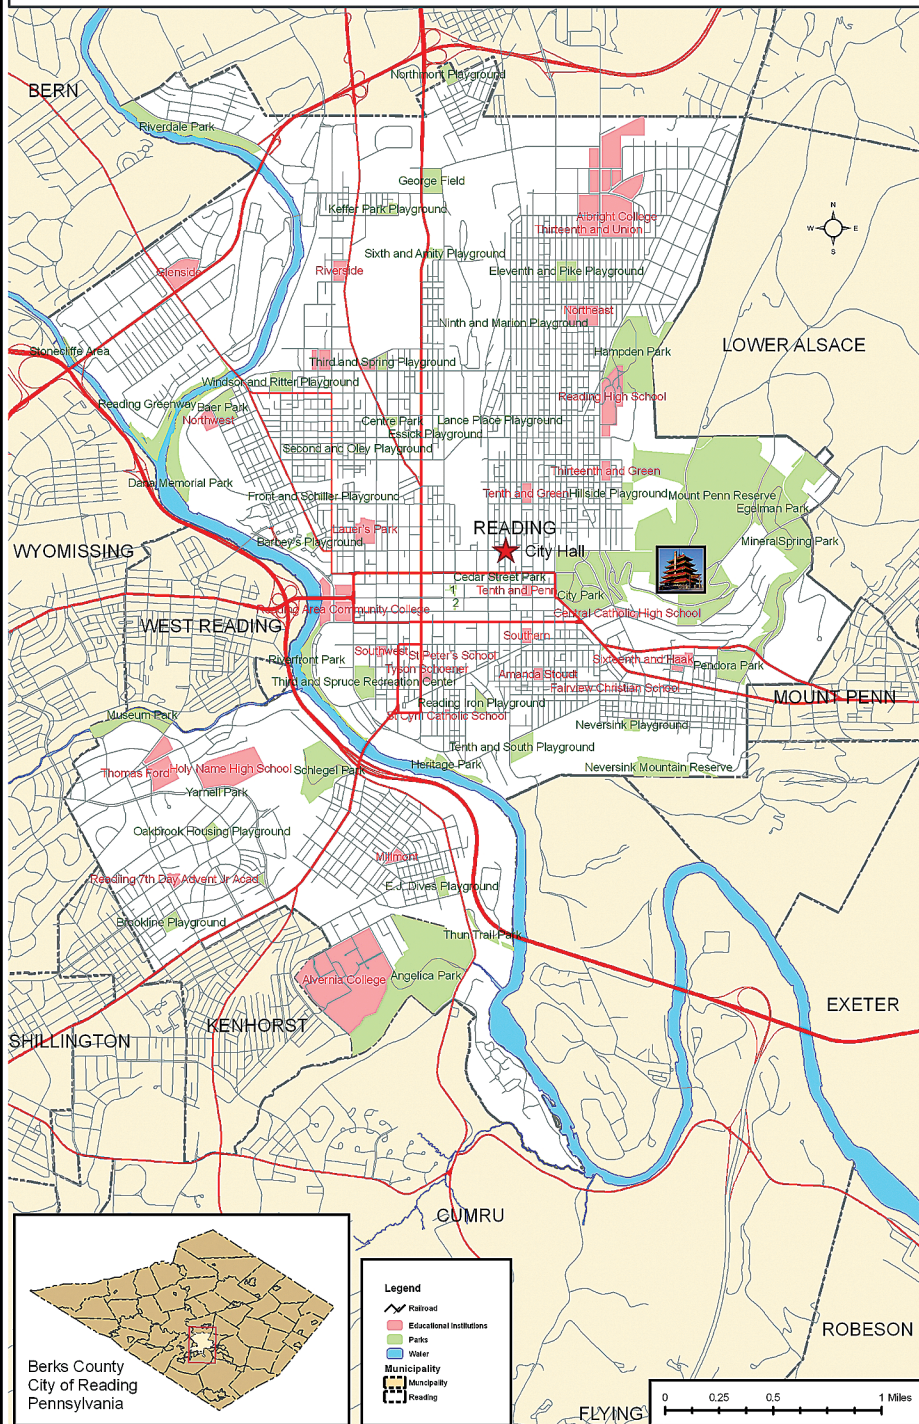 Northmont Playground
BERN
Riverdale Park
George Field
Keffer Park Playground
Albright College
Thirteenth and Union
N
W E
S
Sixth and Amity Playground
Glenside
Riverside
Eleventh and Pike Playground
Northeast
Ninth and Marion Playground
LOWER ALSACE
Stonecliffe Area
Hampden Park
Third and Spring Playground
Windsor and Ritter Playground
Reading High School
Reading Greenway
Baer Park
Northwest
Centre Park
Lance Place Playground
Essick Playground
Second and Oley Playground
Thirteenth and Green
Dana Memorial Park
Front and Schiller Playground
Tenth and Green
Hillside Playground
Mount Penn Reserve
Egelman Park
Lauer's Park
READING
Barbey's Playground
City Hall
MineralSpring Park
WYOMISSING
Cedar Street Park
Tenth and Penn
1
2
City Park
Reading Area Community College
Central Catholic High School
WEST READING
Southern
Southwest
St Peter's School
Riverfront Park
Tyson Schoener
Sixteenth and Haak
Pendora Park
Amanda Stoudt
Third and Spruce Recreation Center
Fairview Christian School
MOUNT PENN
Reading Iron Playground
Museum Park
St Cyril Catholic School
Neversink Playground
Tenth and South Playground
Thomas Ford
Holy Name High School
Schlegel Park
Heritage Park
Neversink Mountain Reserve
Yarnell Park
Oakbrook Housing Playground
Millmont
Readiing 7th Day Advent Jr Acad
E.J. Dives Playground
Brookline Playground
Thun Trail Park
Alvernia College
Angelica Park
EXETER
KENHORST
SHILLINGTON
CUMRU
ROBESON
FLYING
Berks County
City of Reading
Pennsylvania
Legend
Railroad
Educational Institutions
Parks
Water
Municipality
Muncipality
Reading
0 0.25 0.5 1 Miles